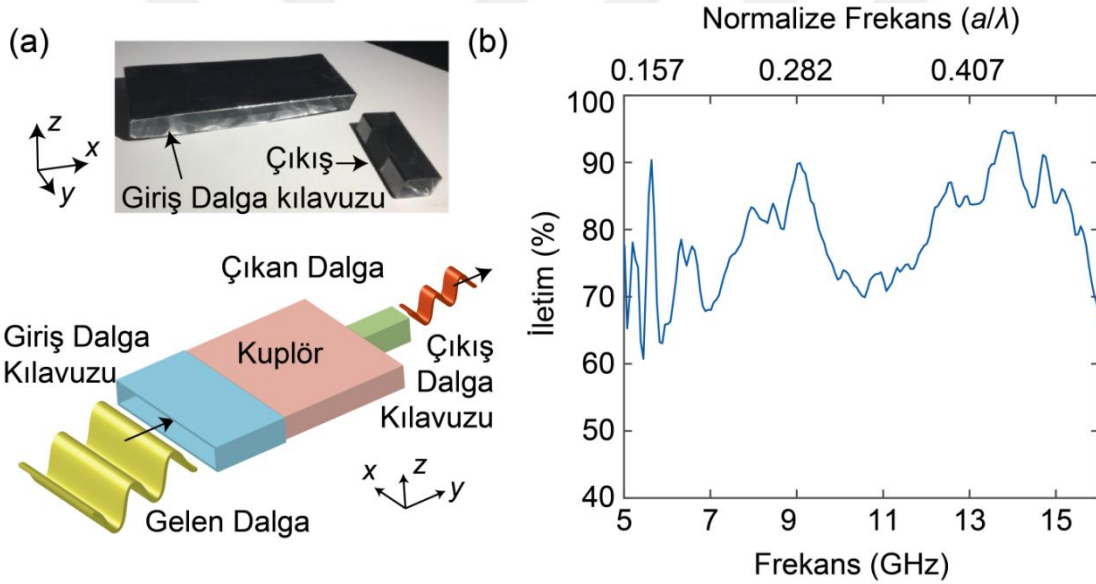 (a)
z
x
y
Çıkış
Giriş Dalga kılavuzu
Çıkan Dalga
Giriş Dalga
Kılavuzu
Kuplör
Çıkış
Dalga
Kılavuzu
Gelen Dalga
x
z
y
(b)
Normalize Frekans (a/λ)
0.157 0.282 0.407
100
90
80
70
60
50
40
İletim (%)
5 7 9 11 13 15
Frekans (GHz)